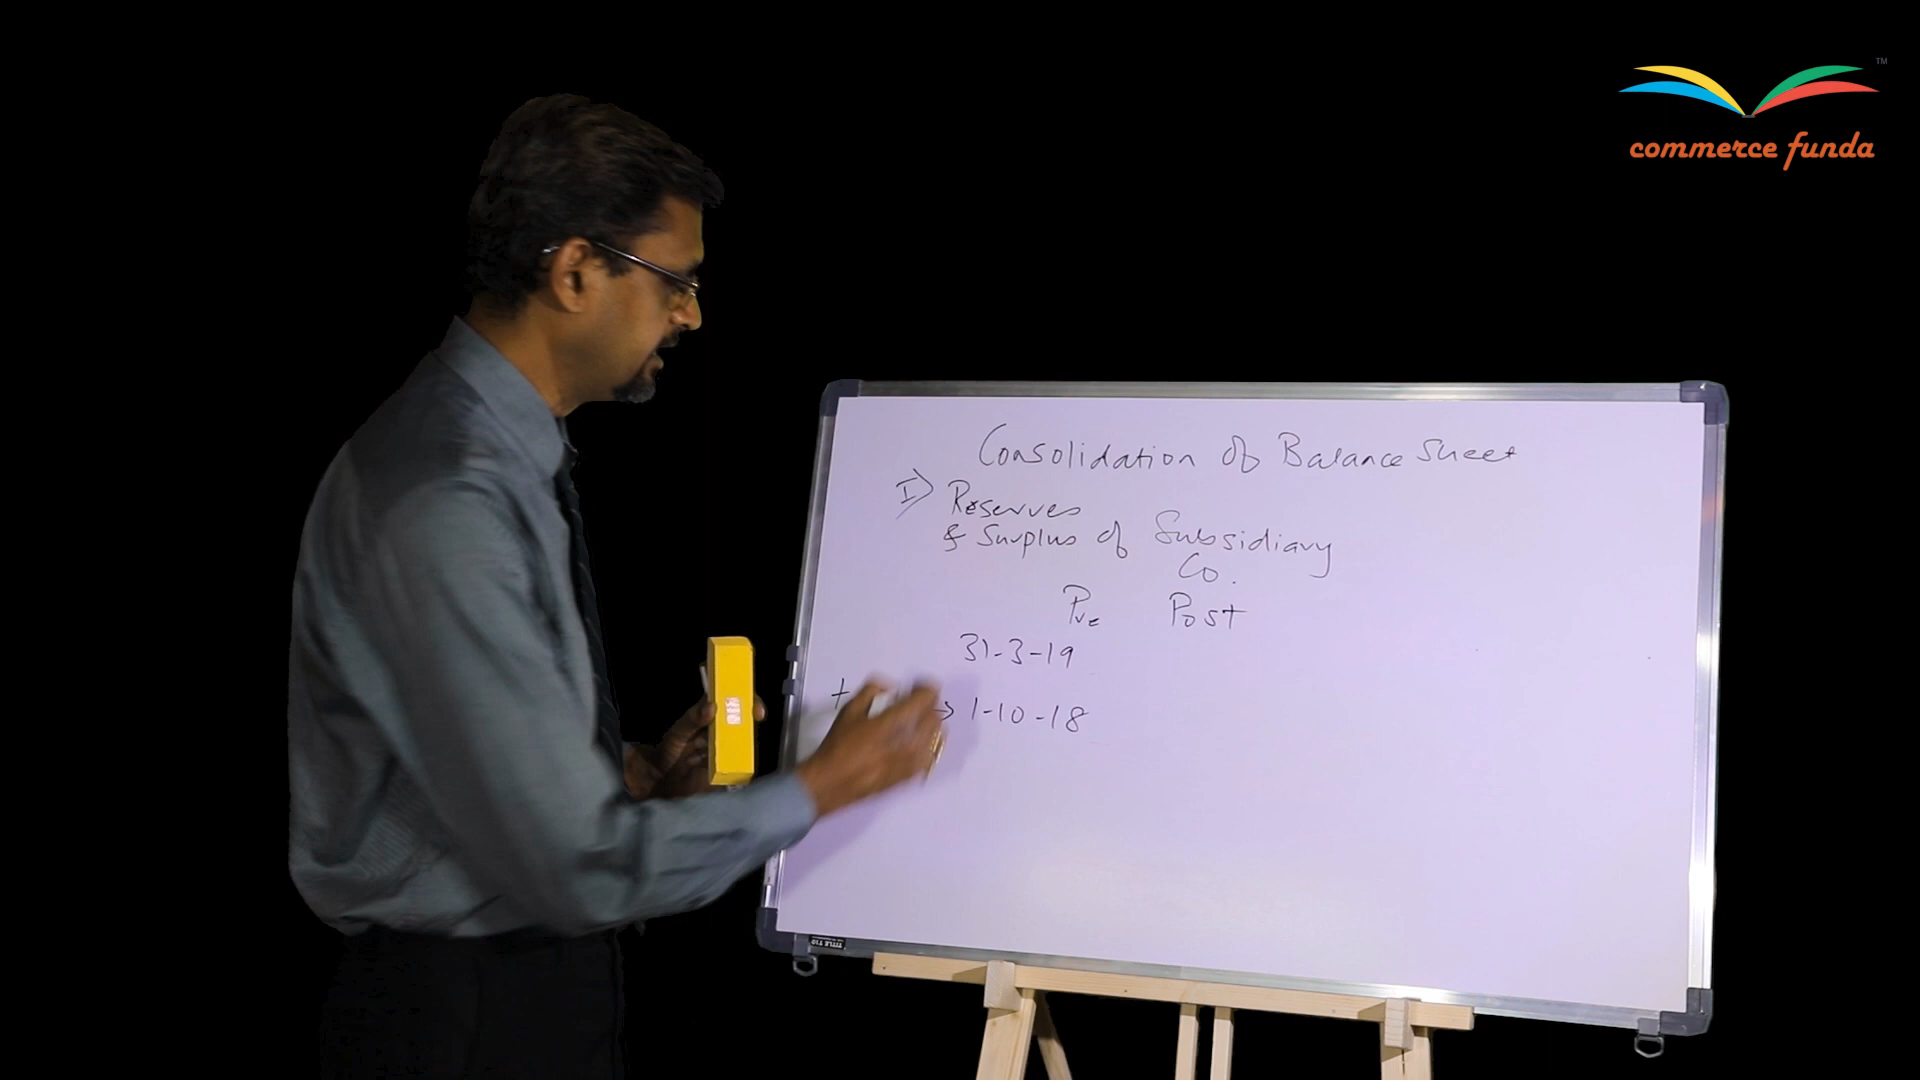 TM
commerce funda
Consolidation of Balance Sheet
I) Reserves
& Surplus of Subsidiary
Co.
Pre Post
31-3-19
→ 1-10-18